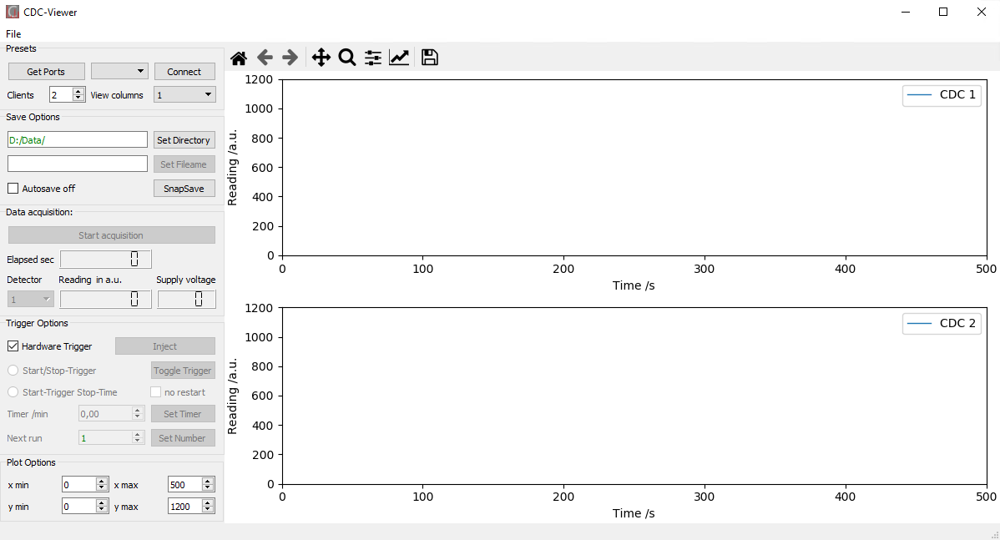 CDC-Viewer
File
Presets
Get Ports Connect
Clients 2 View columns 1
Save Options
D:/Data/ Set Directory
Set Fileame
Autosave off SnapSave
Data acquisition:
Start acquisition
Elapsed sec 0
Detector Reading in a.u. Supply voltage
1 0 0
Trigger Options
Hardware Trigger Inject
Start/Stop-Trigger Toggle Trigger
Start-Trigger Stop-Time no restart
Timer /min 0,00 Set Timer
Next run 1 Set Number
Plot Options
x min 0 x max 500
y min 0 y max 1200
1200
1000
800
600
400
200
0
Reading /a.u.
CDC 1
0 100 200 300 400 500
Time /s
1200
1000
800
600
400
200
0
Reading /a.u.
CDC 2
0 100 200 300 400 500
Time /s